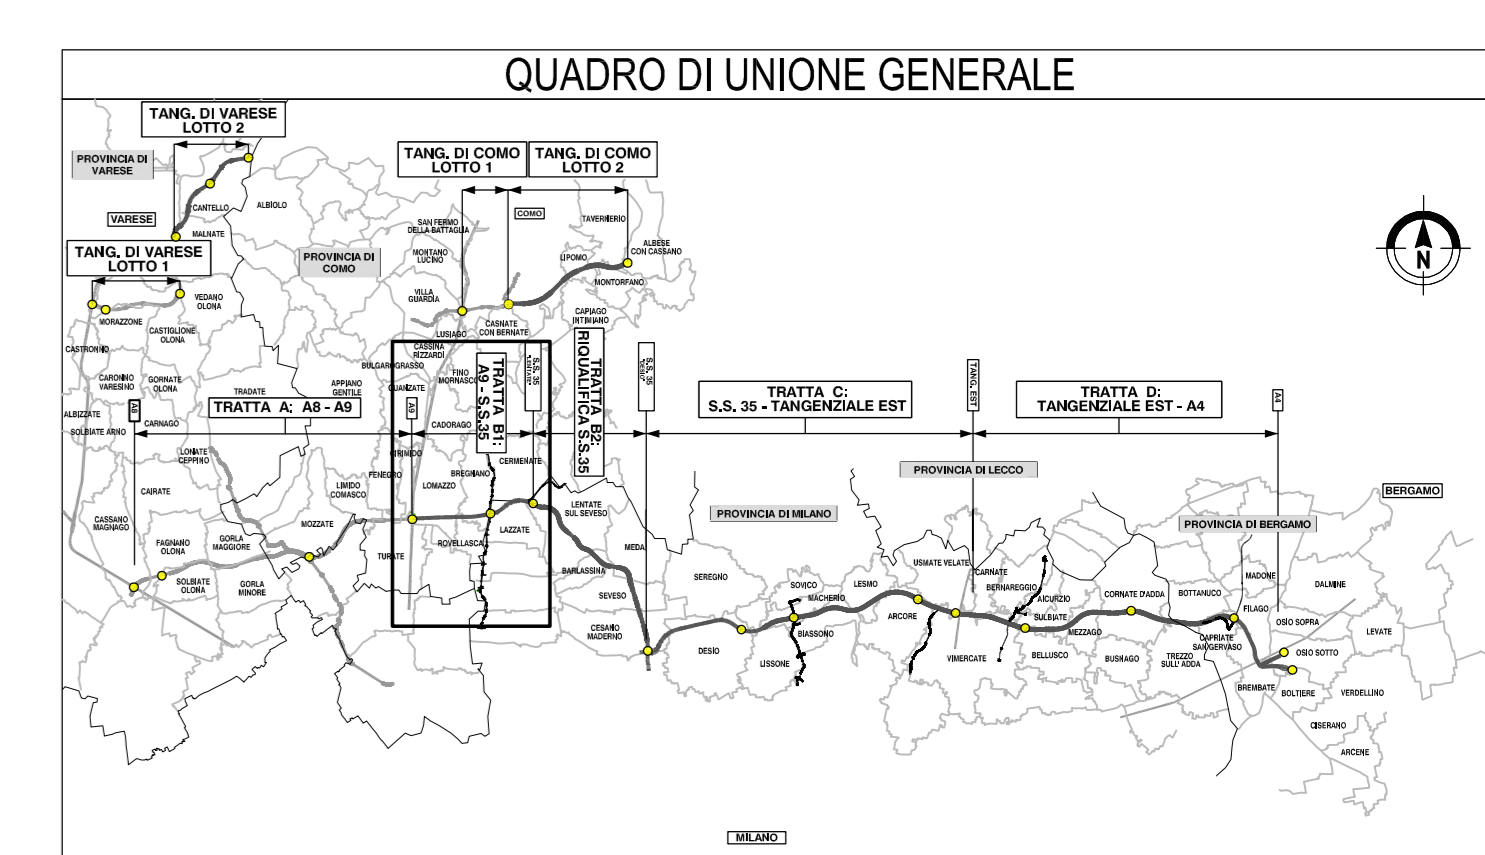 QUADRO DI UNIONE GENERALE
TANG. DI VARESE
LOTTO 2
PROVINCIA DI
VARESE
CANTELLO
ALBIOLO
VARESE
MALNATE
TANG. DI VARESE
LOTTO 1
VEDANO
OLONA
MORAZZONE
CASTIGLIONE
OLONA
CASTRONNO
CARONNO
VARESINO
GORNATE
OLONA
TRADATE
ALBIZZATE
SOLBIATE ARNO
CARNAGO
A8
TRATTA A: A8 - A9
A9
LONATE
CEPPINO
CAIRATE
CASSANO
MAGNAGO
FAGNANO
OLONA
GORLA
MAGGIORE
SOLBIATE
OLONA
GORLA
MINORE
MOZZATE
LIMIDO
COMASCO
FENEGRO
TURATE
APPIANO
GENTILE
PROVINCIA DI
COMO
TANG. DI COMO
LOTTO 1
TANG. DI COMO
LOTTO 2
COMO
SAN FERMO
DELLA BATTAGLIA
MONTANO
LUCINO
VILLA
GUARDIA
TAVERNERIO
ALBESE
CON CASSANO
LIPOMO
MONTORFANO
CAPIAGO
INTIMIANO
CASNATE
CON BERNATE
LUSIAGO
CASSINA
RIZZARDI
BULGAROGRASSO
GUANZATE
FINO
MORNASCO
CADORAGO
CIRIMIDO
LOMAZZO
BREGNANO
CERMENATE
ROVELLASCA
LAZZATE
TRATTA B1:
A9 - S.S.35
S.S. 35
"LENTATE"
TRATTA B2:
RIQUALIFICA S.S.35
S.S. 35
"DESIO"
LENTATE
SUL SEVESO
MEDA
BARLASSINA
SEVESO
CESANO
MADERNO
TRATTA C:
S.S. 35 - TANGENZIALE EST
TANG. EST
TRATTA D:
TANGENZIALE EST - A4
A4
N
PROVINCIA DI LECCO
PROVINCIA DI MILANO
BERGAMO
PROVINCIA DI BERGAMO
SEREGNO
DESIO
SOVICO
MACHERIO
BIASSONO
LISSONE
LESMO
ARCORE
USMATE VELATE
CARNATE
BERNAREGGIO
AICURZIO
SULBIATE
MEZZAGO
VIMERCATE
BELLUSCO
BUSNAGO
CORNATE D'ADDA
TREZZO
SULL' ADDA
BOTTANUCO
MADONE
FILAGO
CAPRIATE
SAN GERVASO
DALMINE
OSIO SOPRA
OSIO SOTTO
LEVATE
BREMBATE
BOLTIERE
VERDELLINO
CISERANO
ARCENE
MILANO